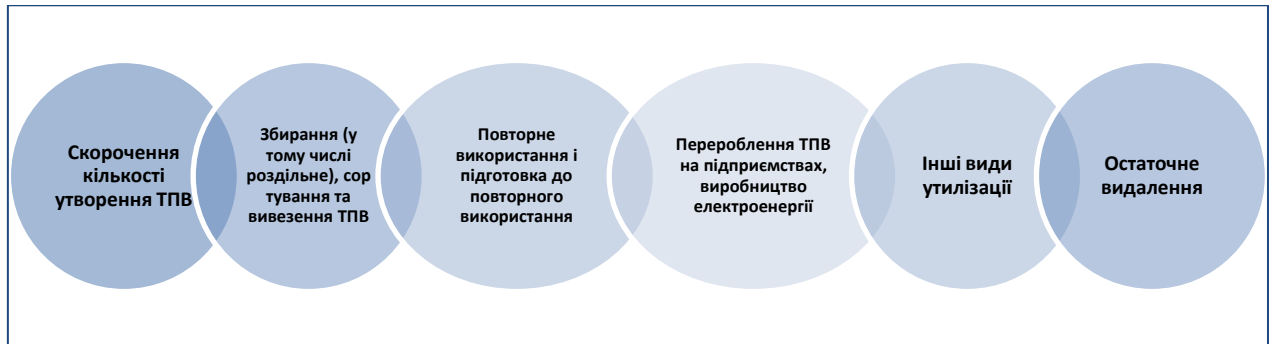 Скорочення
кількості
утворення ТПВ
Збирання (у
тому числі
роздільне), сор
тування та
вивезення ТПВ
Повторне
використання і
підготовка до
повторного
використання
Перероблення ТПВ
на підприємствах,
виробництво
електроенергії
Інші види
утилізації
Остаточне
видалення